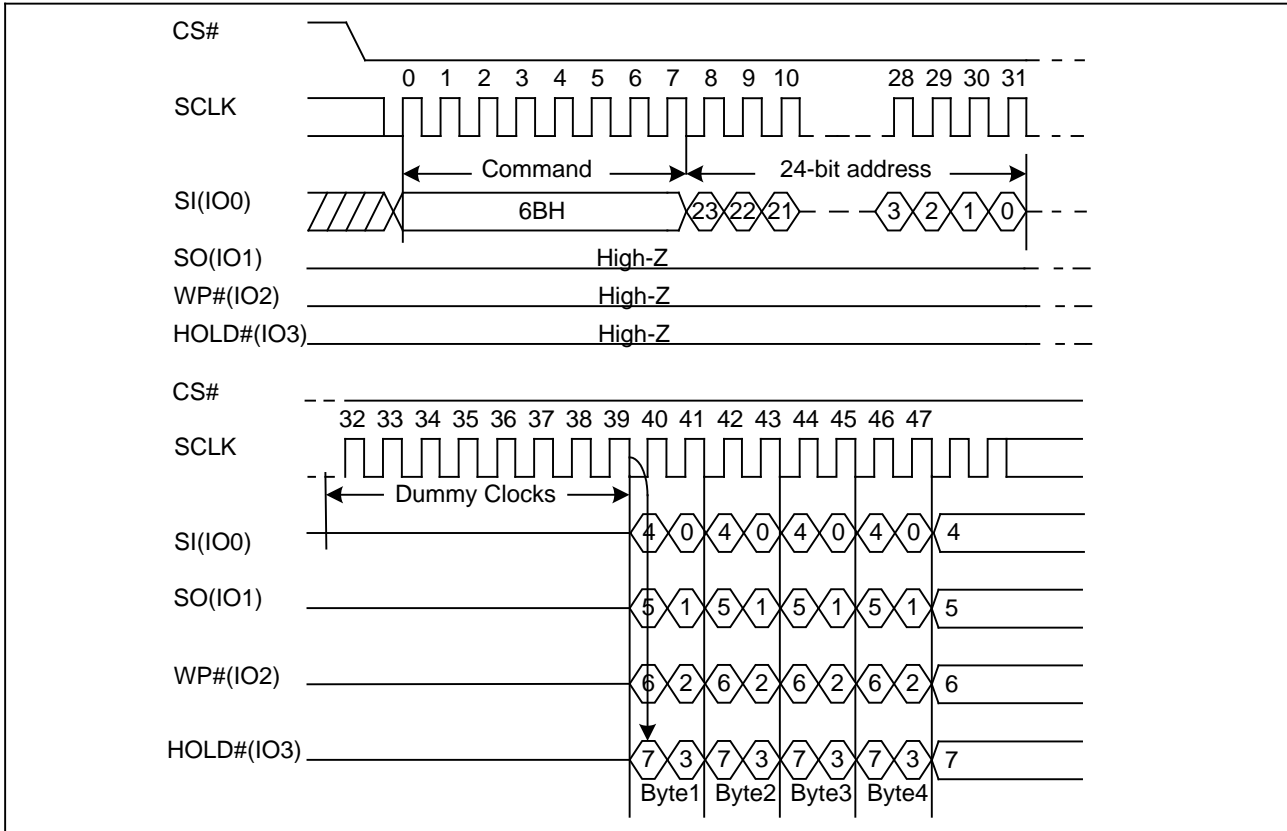 CS#
0 1 2 3 4 5 6 7 8 9 10 28 29 30 31
SCLK
Command 24-bit address
SI(IO0) 6BH 23 22 21 3 2 1 0
SO(IO1) High-Z
WP#(IO2) High-Z
HOLD#(IO3) High-Z
CS#
32 33 34 35 36 37 38 39 40 41 42 43 44 45 46 47
SCLK
Dummy Clocks
SI(IO0) 4 0 4 0 4 0 4 0 4
SO(IO1) 5 1 5 1 5 1 5 1 5
WP#(IO2) 6 2 6 2 6 2 6 2 6
HOLD#(IO3) 7 3 7 3 7 3 7 3 7
Byte1 Byte2 Byte3 Byte4